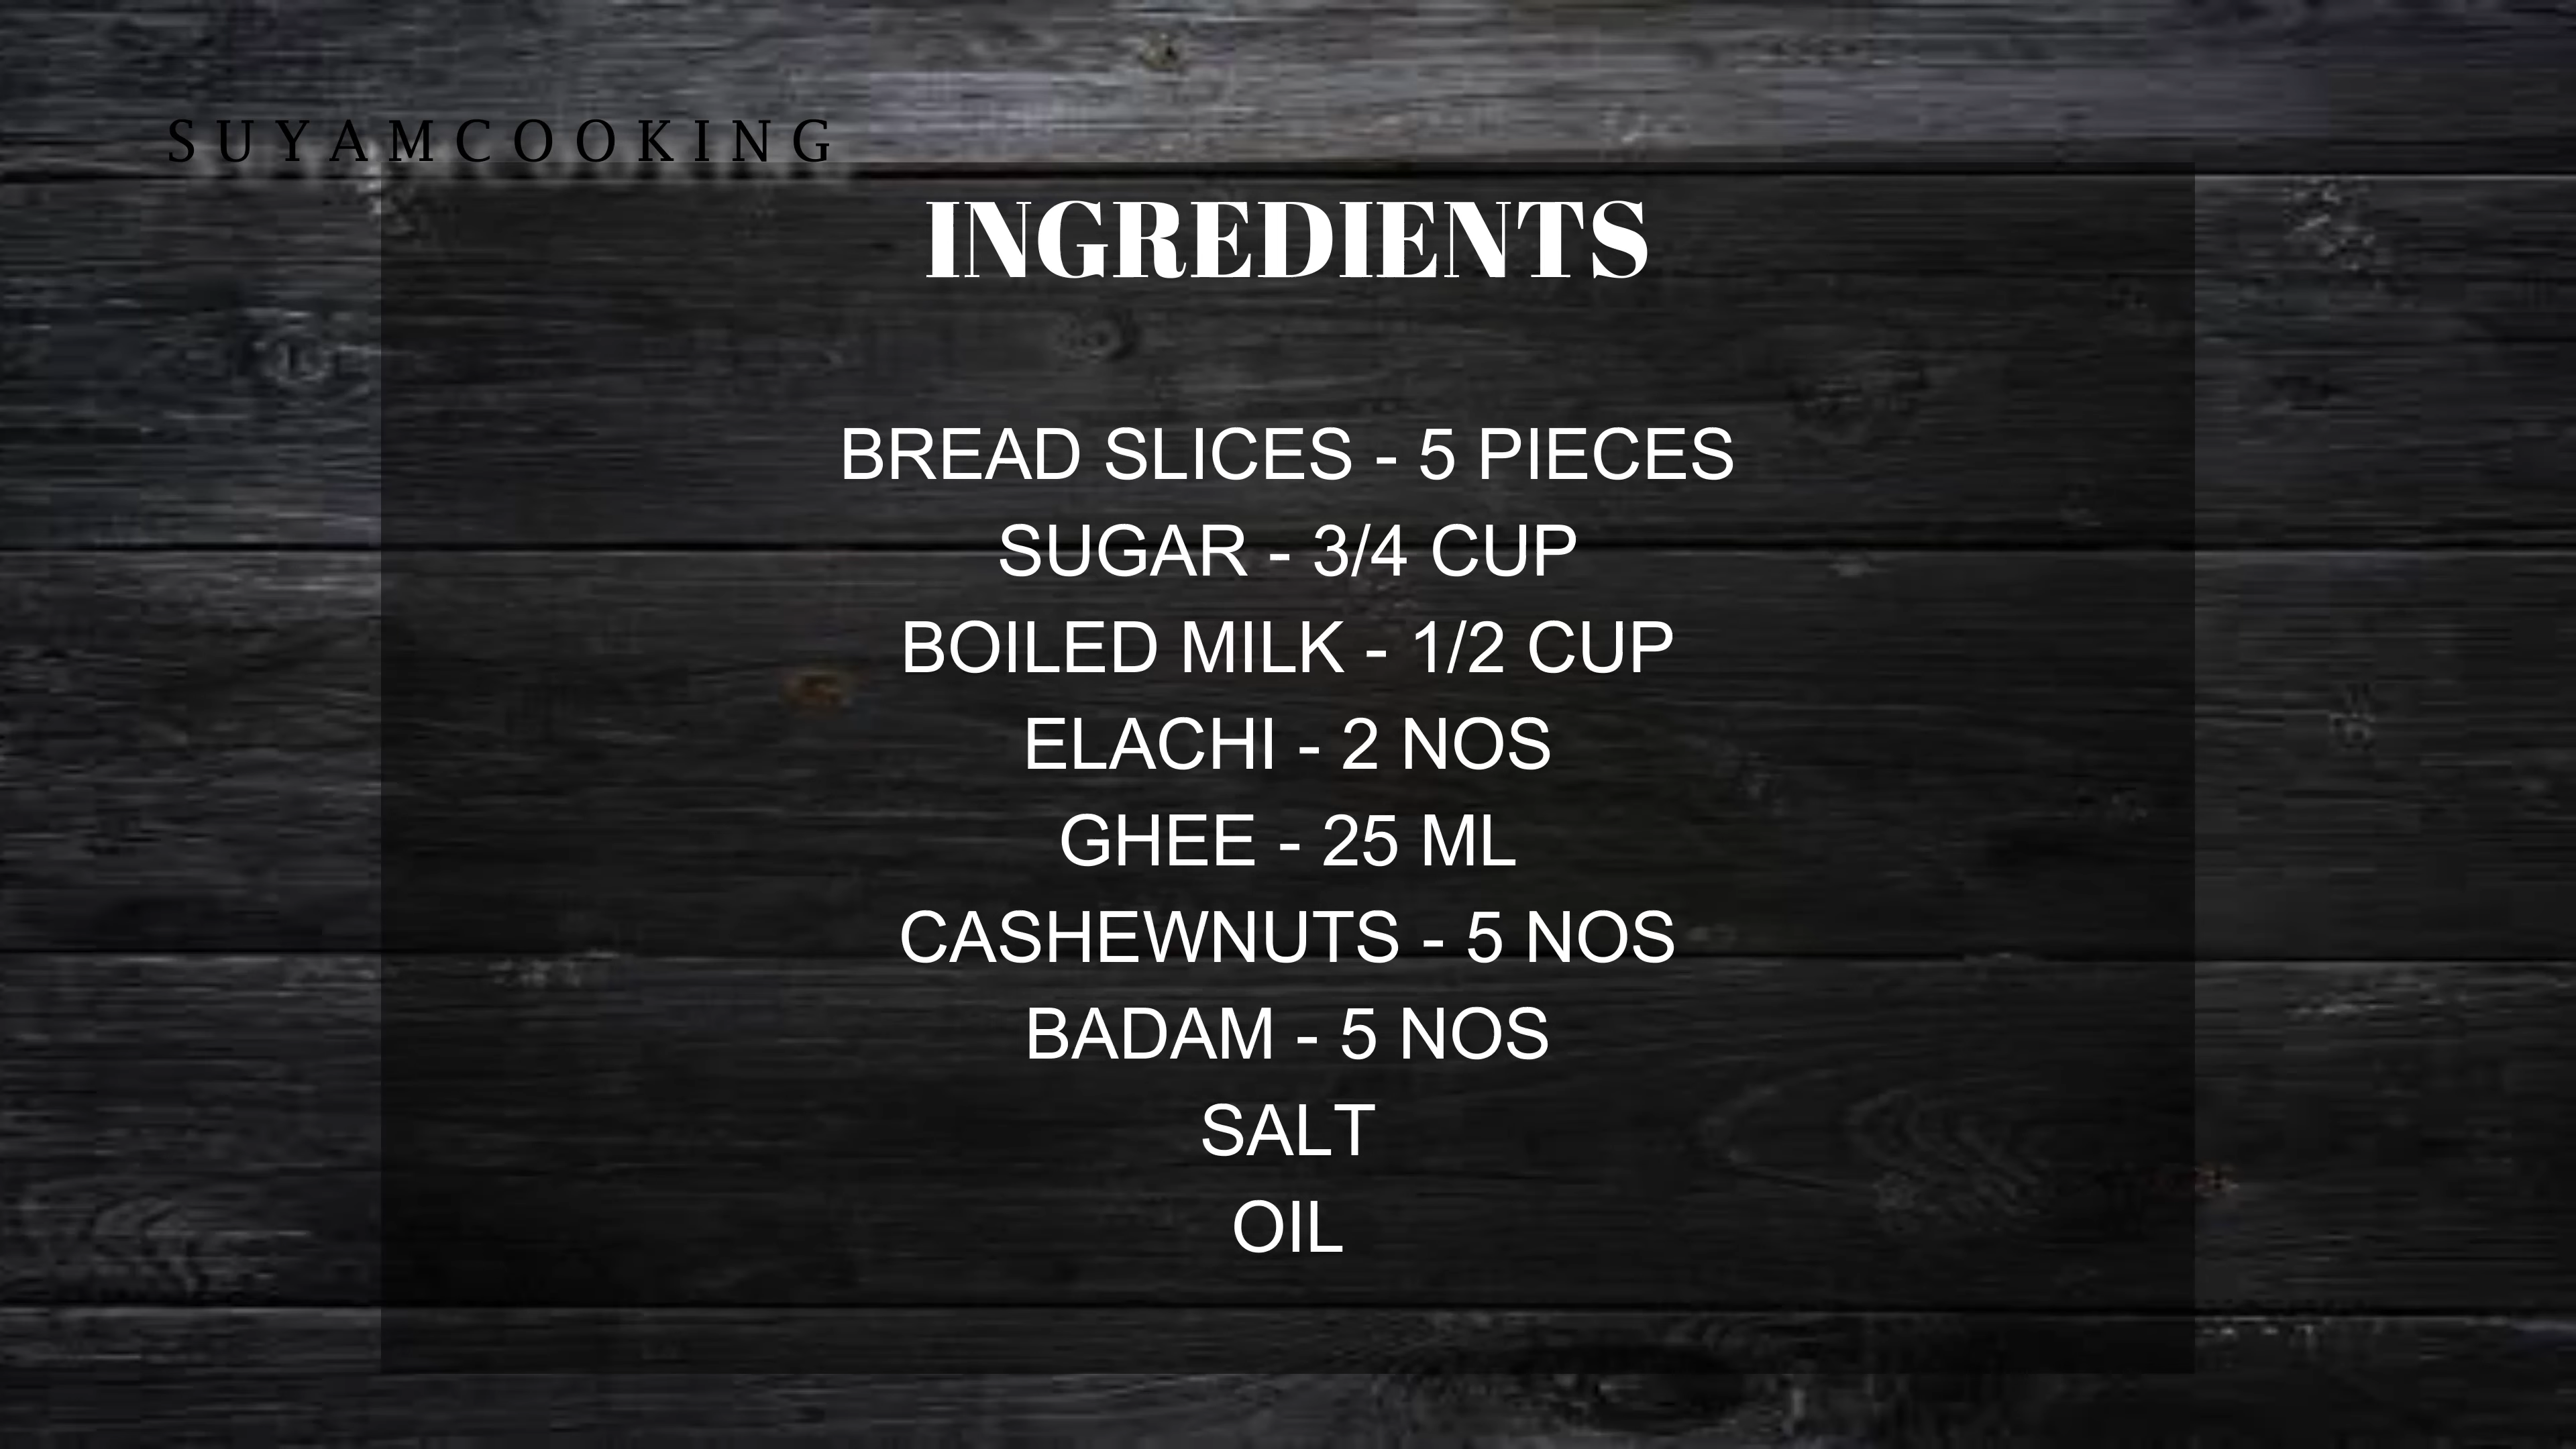 SUYAMCOOKING
INGREDIENTS
BREAD SLICES - 5 PIECES
SUGAR - 3/4 CUP
BOILED MILK - 1/2 CUP
ELACHI - 2 NOS
GHEE - 25 ML
CASHEWNUTS - 5 NOS
BADAM - 5 NOS
SALT
OIL